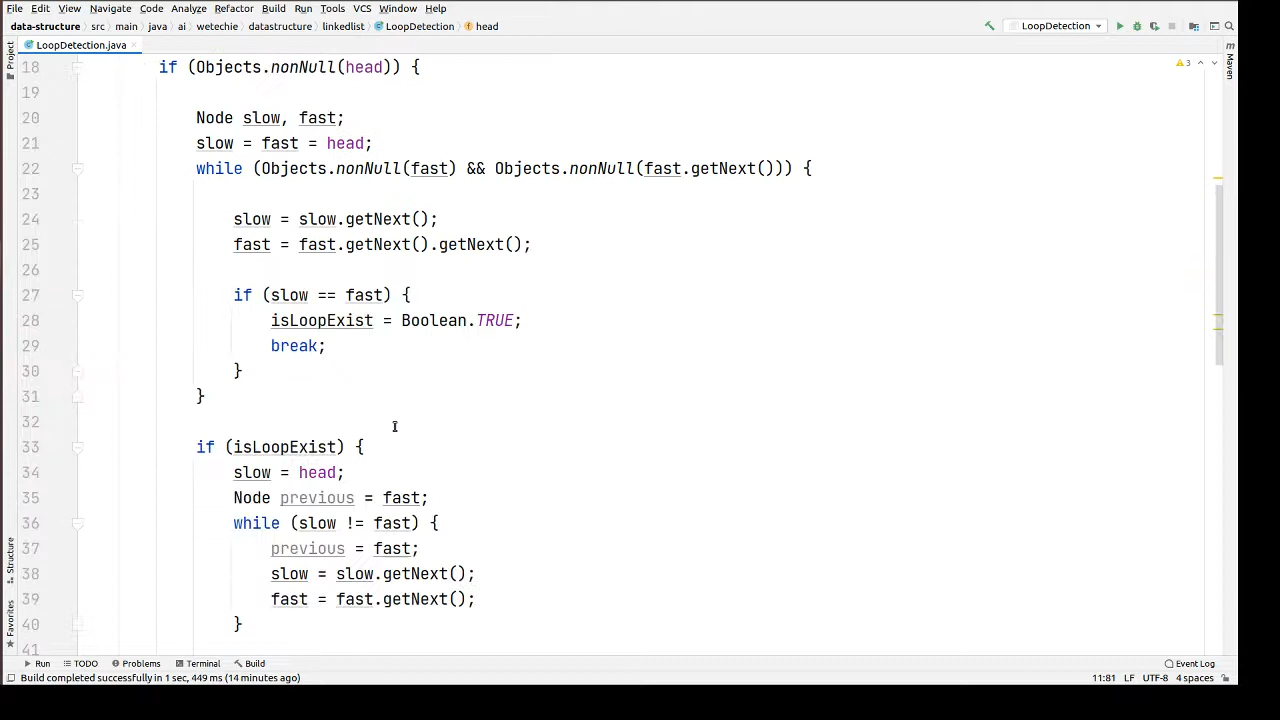 File Edit View Navigate Code Analyze Refactor Build Run Tools VCS Window Help
data-structure src main java ai wetechie datastructure linkedlist LoopDetection head LoopDetection
LoopDetection.java
Project
Maven
3
18 if (Objects.nonNull(head)) {
19
20 Node slow, fast;
21 slow = fast = head;
22 while (Objects.nonNull(fast) && Objects.nonNull(fast.getNext())) {
23
24 slow = slow.getNext();
25 fast = fast.getNext().getNext();
26
27 if (slow == fast) {
28 isLoopExist = Boolean.TRUE;
29 break;
30 }
31 }
32
33 if (isLoopExist) {
34 slow = head;
35 Node previous = fast;
36 while (slow != fast) {
37 previous = fast;
38 slow = slow.getNext();
39 fast = fast.getNext();
40 }
41
Structure
Favorites
Run TODO Problems Terminal Build Event Log
Build completed successfully in 1 sec, 449 ms (14 minutes ago) 11:81 LF UTF-8 4 spaces